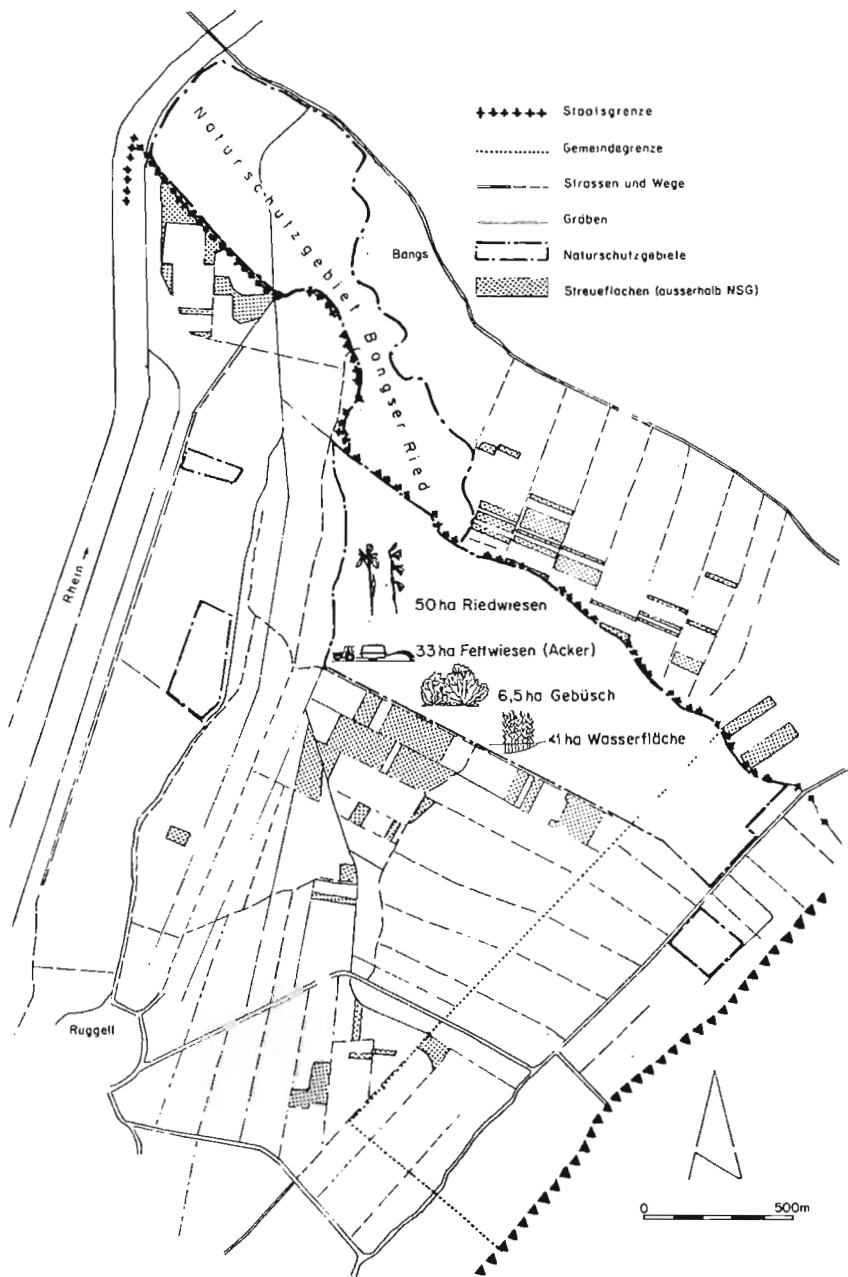 Staatsgrenze
Gemeindegrenze
Strassen und Wege
Gräben
Naturschutzgebiete
Streueflächen (ausserhalb NSG)
Naturschutzgebiet Bangser Ried
Bangs
Rhein →
50 ha Riedwiesen
33 ha Fettwiesen (Acker)
6,5 ha Gebüsch
<1 ha Wasserfläche
Ruggell
0 500m